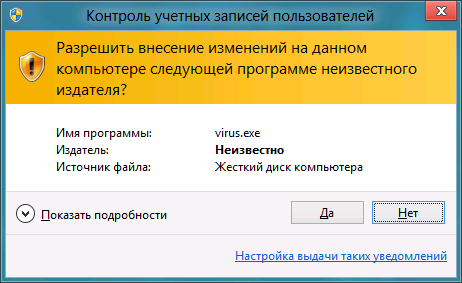 Контроль учетных записей пользователей
Разрешить внесение изменений на данном
компьютере следующей программе неизвестного
издателя?
Имя программы: virus.exe
Издатель: Неизвестно
Источник файла: Жесткий диск компьютера
Показать подробности Да Нет
Настройка выдачи таких уведомлений